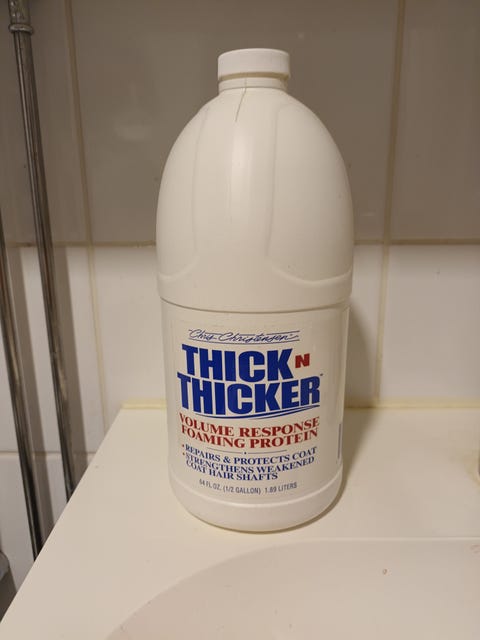 Chris Christensen
THICK N
THICKER™
VOLUME RESPONSE
FOAMING PROTEIN
• REPAIRS & PROTECTS COAT
• STRENGTHENS WEAKENED
COAT HAIR SHAFTS
64 FL OZ. (1/2 GALLON) 1.89 LITERS